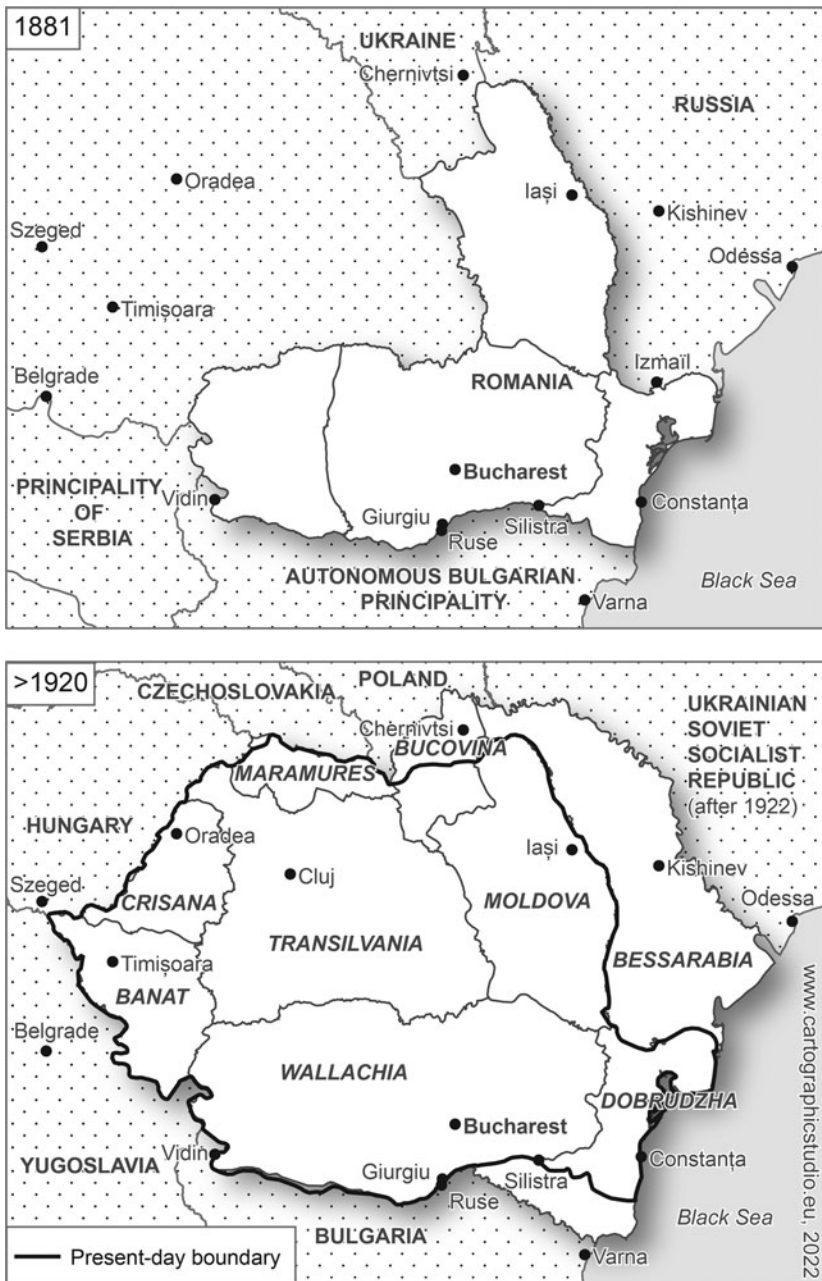 1881
UKRAINE
Chernivtsi
RUSSIA
Oradea
Iași
Kishinev
Szeged
Odessa
Timișoara
Izmaïl
Belgrade
ROMANIA
Bucharest
PRINCIPALITY
OF
SERBIA
Vidin
Giurgiu
Silistra
Constanța
Ruse
AUTONOMOUS BULGARIAN
PRINCIPALITY
Black Sea
Varna
>1920
CZECHOSLOVAKIA
POLAND
UKRAINIAN
SOVIET
SOCIALIST
REPUBLIC
(after 1922)
Chernivtsi
BUCOVINA
MARAMURES
HUNGARY
Oradea
Iași
Cluj
Kishinev
Szeged
CRISANA
MOLDOVA
Odessa
TRANSILVANIA
Timișoara
BESSARABIA
BANAT
Belgrade
WALLACHIA
DOBRUDZHA
Bucharest
YUGOSLAVIA
Vidin
Giurgiu
Silistra
Constanța
Ruse
BULGARIA
Black Sea
Varna
Present-day boundary
www.cartographicstudio.eu, 2022